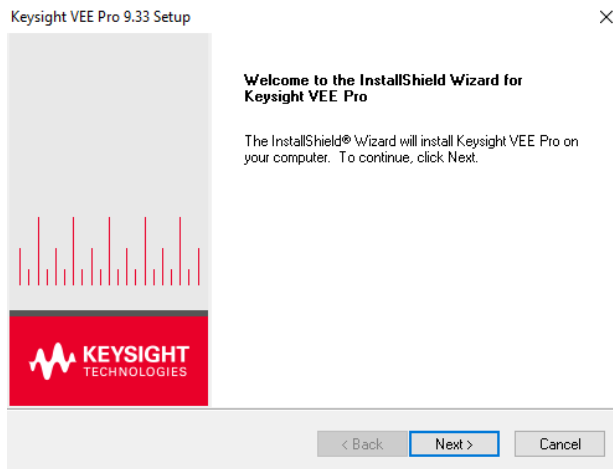 Keysight VEE Pro 9.33 Setup
Welcome to the InstallShield Wizard for
Keysight VEE Pro
The InstallShield® Wizard will install Keysight VEE Pro on
your computer. To continue, click Next.
KEYSIGHT
TECHNOLOGIES
< Back
Next >
Cancel